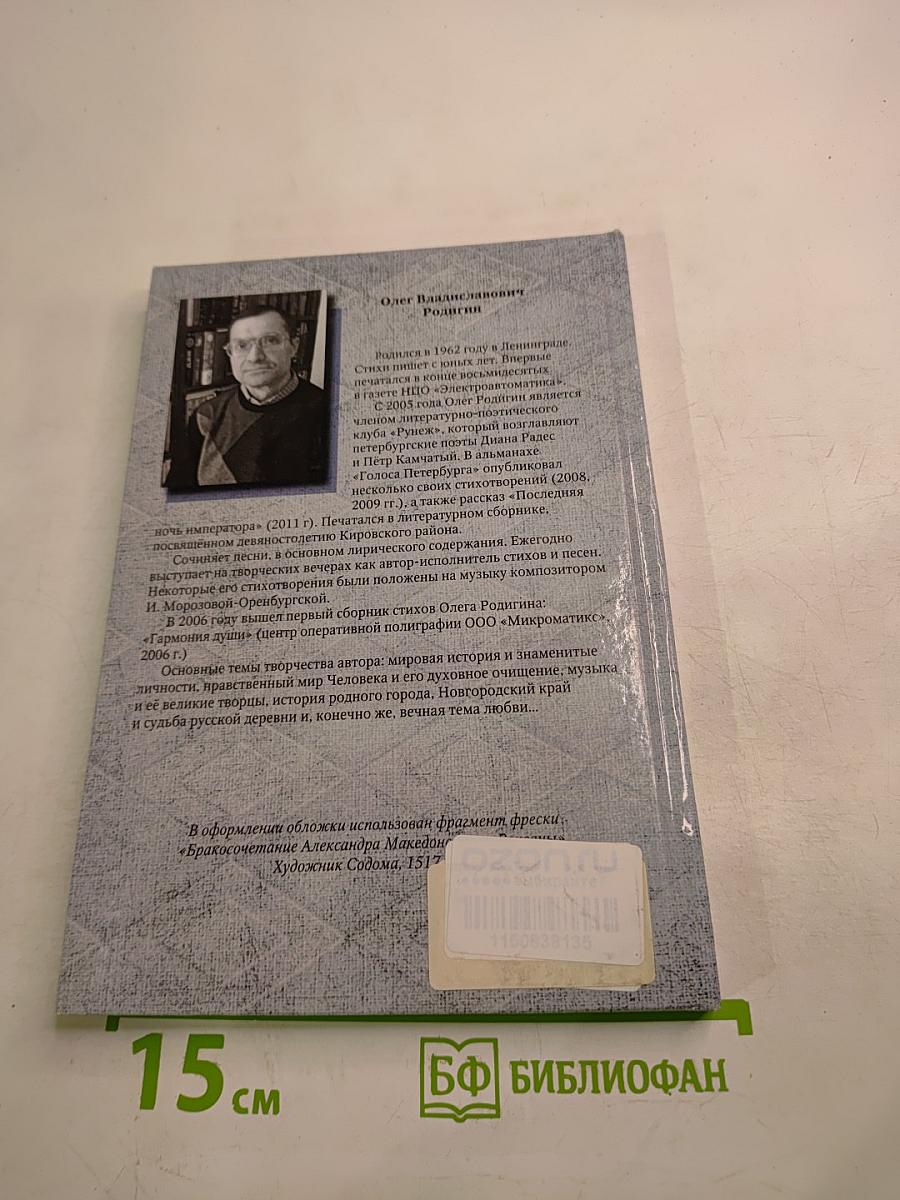 Олег Владиславович
Родигин
Родился в 1962 году в Ленинграде.
Стихи пишет с юных лет. Впервые
печатался в конце восьмидесятых
в газете НЦО «Электроавтоматика».
С 2005 года Олег Родигин является
членом литературно-поэтического
клуба «Рунеж», который возглавляют
петербургские поэты Диана Радес
и Пётр Камчатый. В альманахе
«Голоса Петербурга» опубликовал
несколько своих стихотворений (2008,
2009 гг.), а также рассказ «Последняя
ночь императора» (2011 г). Печатался в литературном сборнике,
посвящённом девяностолетию Кировского района.
Сочиняет песни, в основном лирического содержания. Ежегодно
выступает на творческих вечерах как автор-исполнитель стихов и песен.
Некоторые его стихотворения были положены на музыку композитором
И. Морозовой-Оренбургской.
В 2006 году вышел первый сборник стихов Олега Родигина:
«Гармония души» (центр оперативной полиграфии ООО «Микроматикс»,
2006 г.)
Основные темы творчества автора: мировая история и знаменитые
личности, нравственный мир Человека и его духовное очищение, музыка
и её великие творцы, история родного города, Новгородский край
и судьба русской деревни и, конечно же, вечная тема любви...
В оформлении обложки использован фрагмент фрески
«Бракосочетание Александра
Художник Содома, 1517
ozon.ru
1160838135
15 см
БФ БИБЛИОФАН